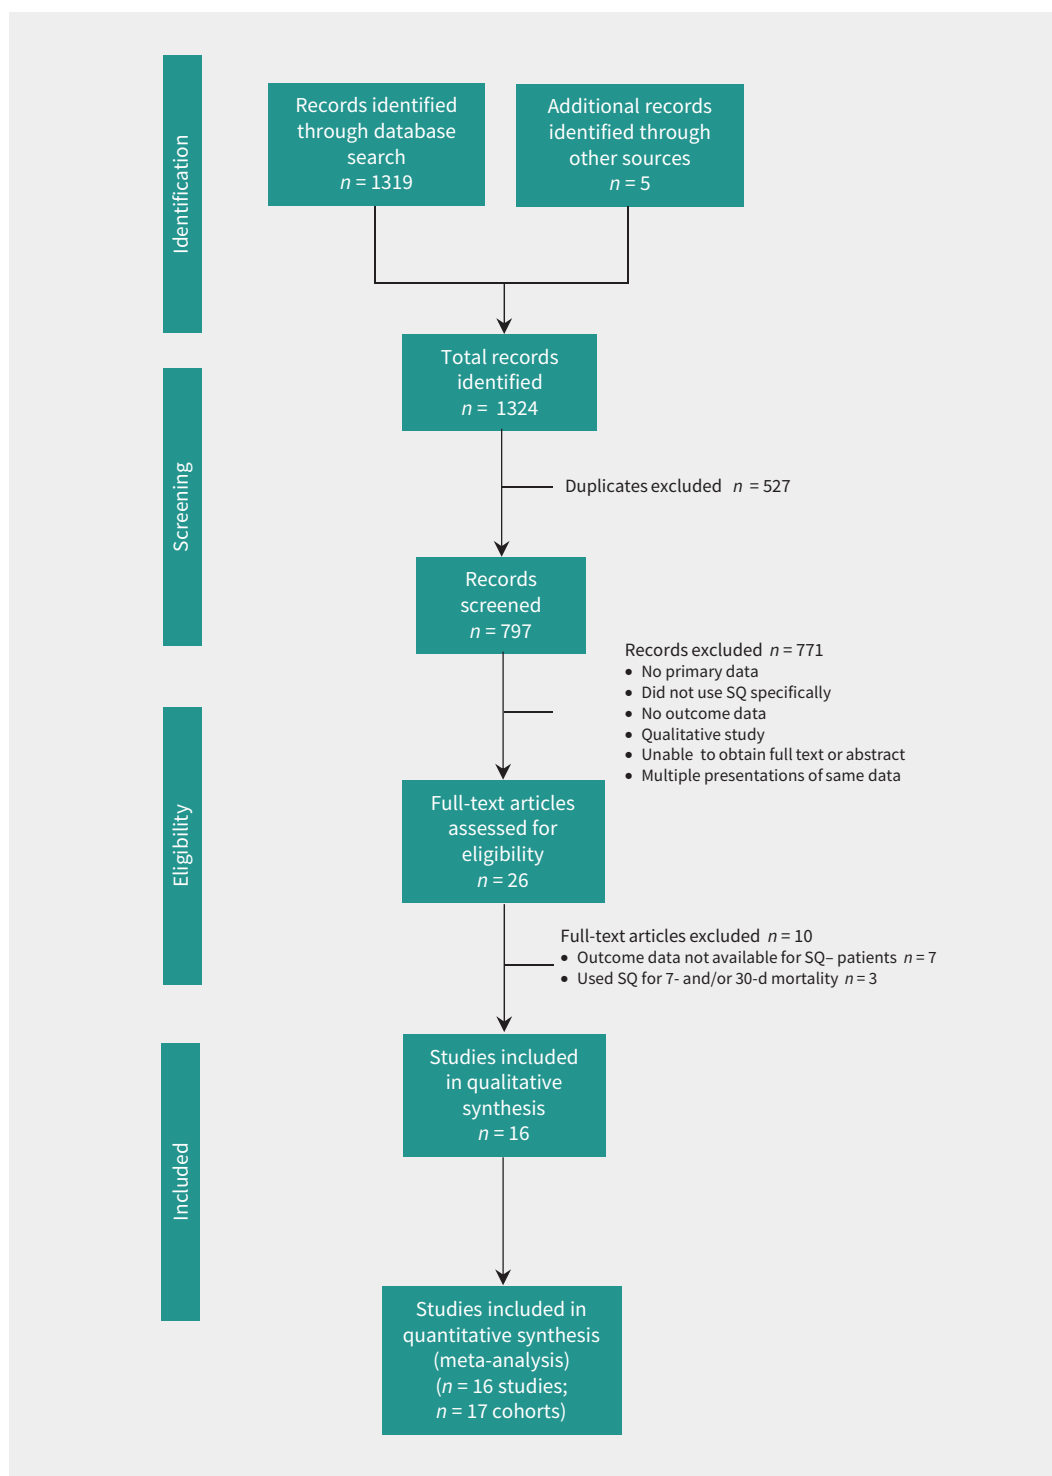 Identification
Records identified
through database
search
n = 1319
Additional records
identified through
other sources
n = 5
Total records
identified
n = 1324
Screening
Duplicates excluded n = 527
Records
screened
n = 797
Records excluded n = 771
• No primary data
• Did not use SQ specifically
• No outcome data
• Qualitative study
• Unable to obtain full text or abstract
• Multiple presentations of same data
Eligibility
Full-text articles
assessed for
eligibility
n = 26
Full-text articles excluded n = 10
• Outcome data not available for SQ– patients n = 7
• Used SQ for 7- and/or 30-d mortality n = 3
Included
Studies included
in qualitative
synthesis
n = 16
Studies included in
quantitative synthesis
(meta-analysis)
(n = 16 studies;
n = 17 cohorts)